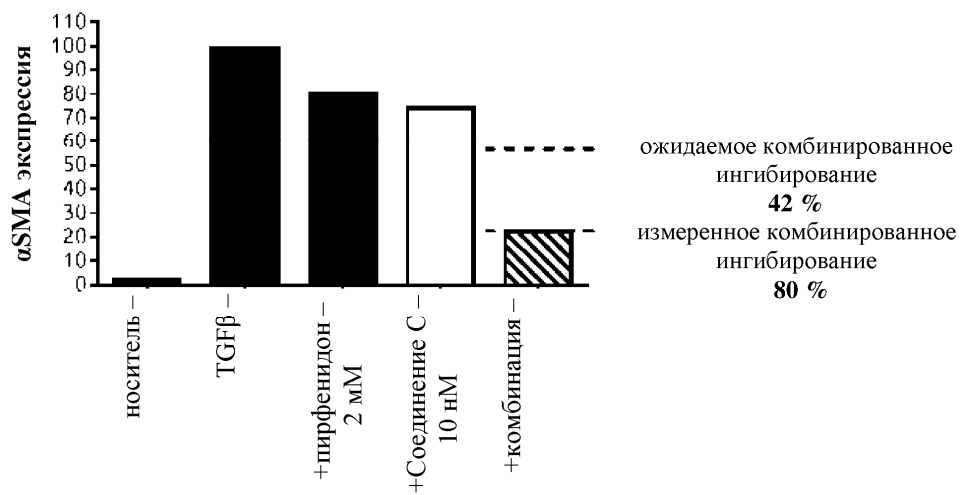 αSMA экспрессия
110
100
90
80
70
60
50
40
30
20
10
0
носитель –
TGFβ –
+пирфенидон –
2 мМ
+Соединение C –
10 нМ
+комбинация –
ожидаемое комбинированное
ингибирование
42 %
измеренное комбинированное
ингибирование
80 %